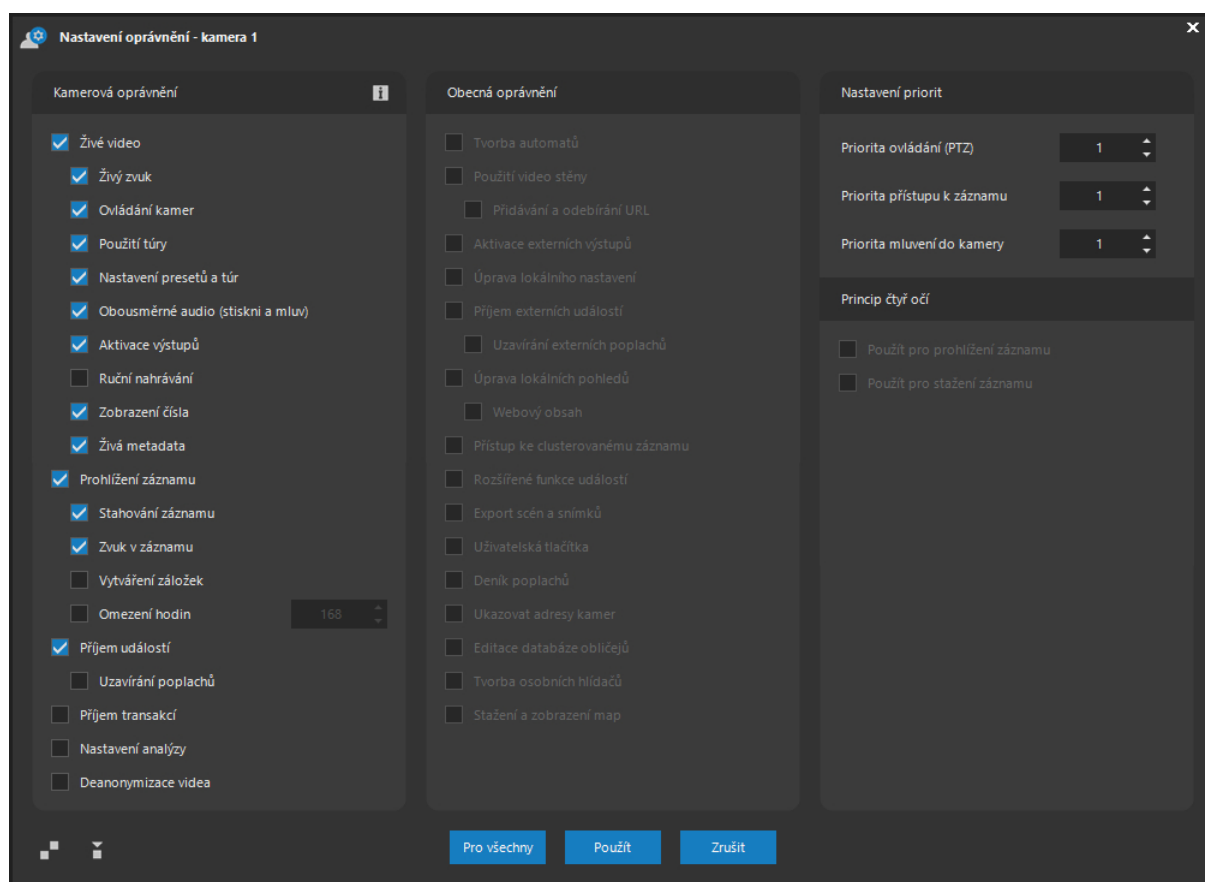 Nastavení oprávnění - kamera 1
Kamerová oprávnění
Živé video
Živý zvuk
Ovládání kamer
Použití túry
Nastavení presetů a túr
Obousměrné audio (stiskni a mluv)
Aktivace výstupů
Ruční nahrávání
Zobrazení čísla
Živá metadata
Prohlížení záznamu
Stahování záznamu
Zvuk v záznamu
Vytváření záložek
Omezení hodin 168
Příjem událostí
Uzavírání poplachů
Příjem transakcí
Nastavení analýzy
Deanonymizace videa
Obecná oprávnění
Tvorba automatů
Použití video stěny
Přidávání a odebírání URL
Aktivace externích výstupů
Úprava lokálního nastavení
Příjem externích událostí
Uzavírání externích poplachů
Úprava lokálních pohledů
Webový obsah
Přístup ke clusterovanému záznamu
Rozšířené funkce událostí
Export scén a snímků
Uživatelská tlačítka
Deník poplachů
Ukazovat adresy kamer
Editace databáze obličejů
Tvorba osobních hlídačů
Stažení a zobrazení map
Nastavení priorit
Priorita ovládání (PTZ) 1
Priorita přístupu k záznamu 1
Priorita mluvení do kamery 1
Princip čtyř očí
Použít pro prohlížení záznamu
Použít pro stažení záznamu
Pro všechny
Použít
Zrušit